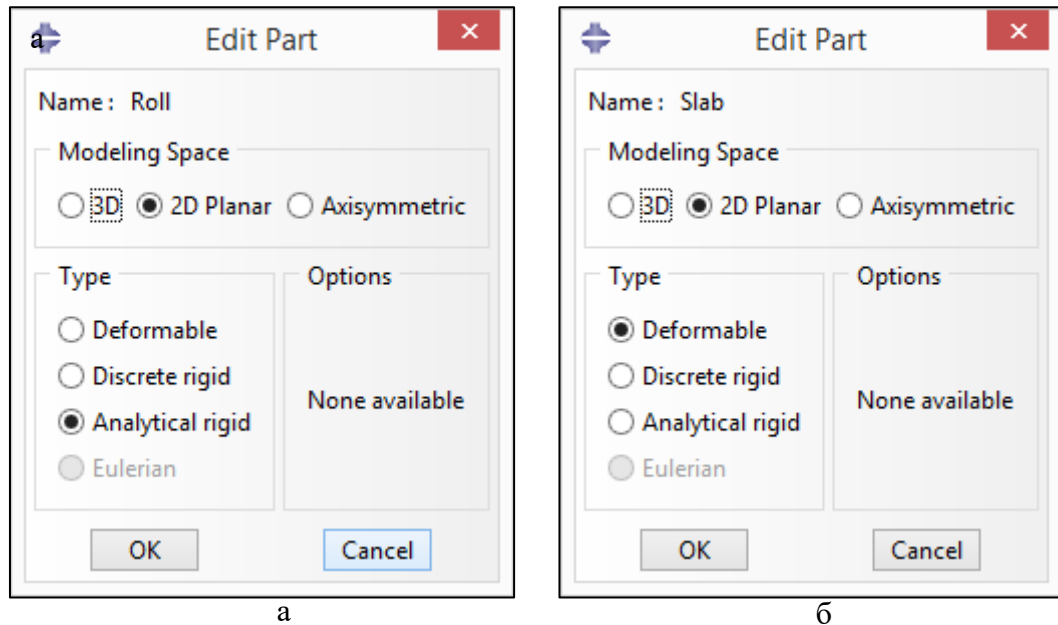 а
Edit Part
Name: Roll
Modeling Space
3D 2D Planar Axisymmetric
Type
Deformable
Discrete rigid
Analytical rigid
Eulerian
Options
None available
OK Cancel
а
Edit Part
Name: Slab
Modeling Space
3D 2D Planar Axisymmetric
Type
Deformable
Discrete rigid
Analytical rigid
Eulerian
Options
None available
OK Cancel
б